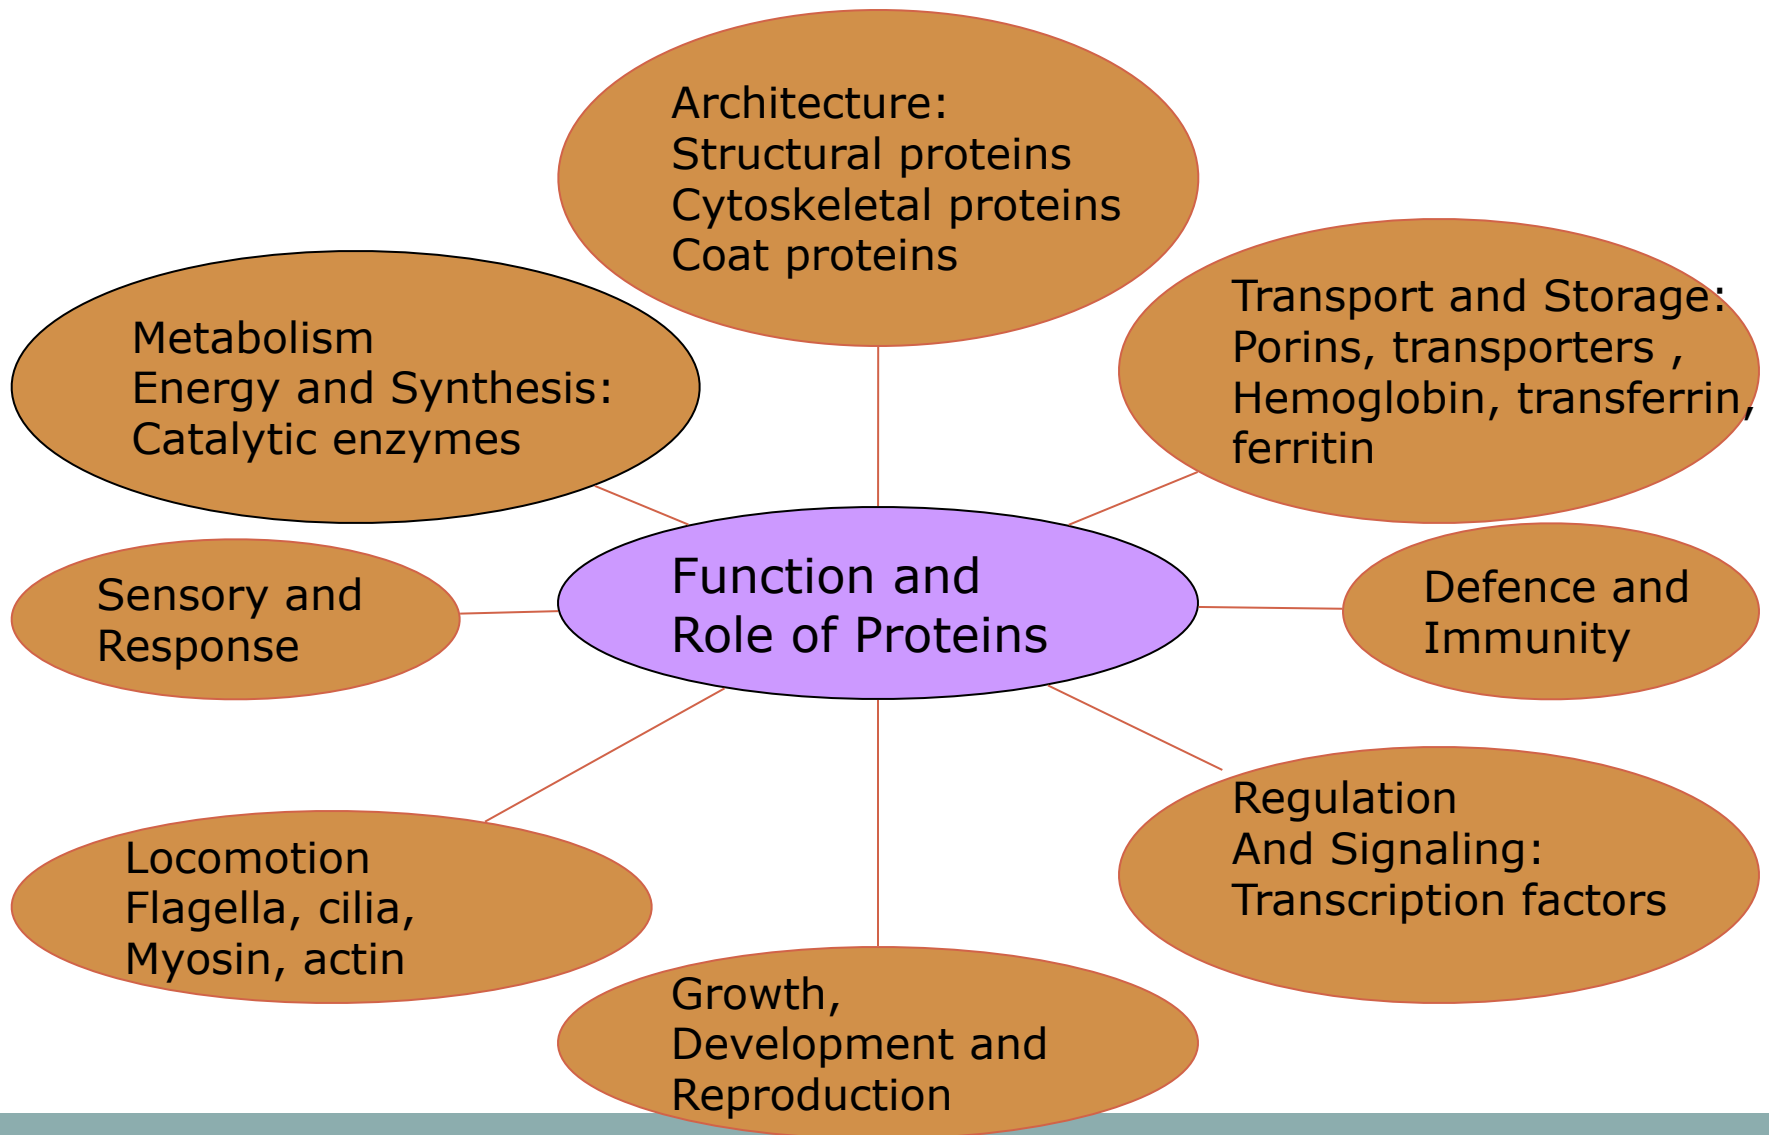 Architecture:
Structural proteins
Cytoskeletal proteins
Coat proteins
Metabolism
Energy and Synthesis:
Catalytic enzymes
Transport and Storage:
Porins, transporters ,
Hemoglobin, transferrin,
ferritin
Sensory and
Response
Function and
Role of Proteins
Defence and
Immunity
Locomotion
Flagella, cilia,
Myosin, actin
Regulation
And Signaling:
Transcription factors
Growth,
Development and
Reproduction